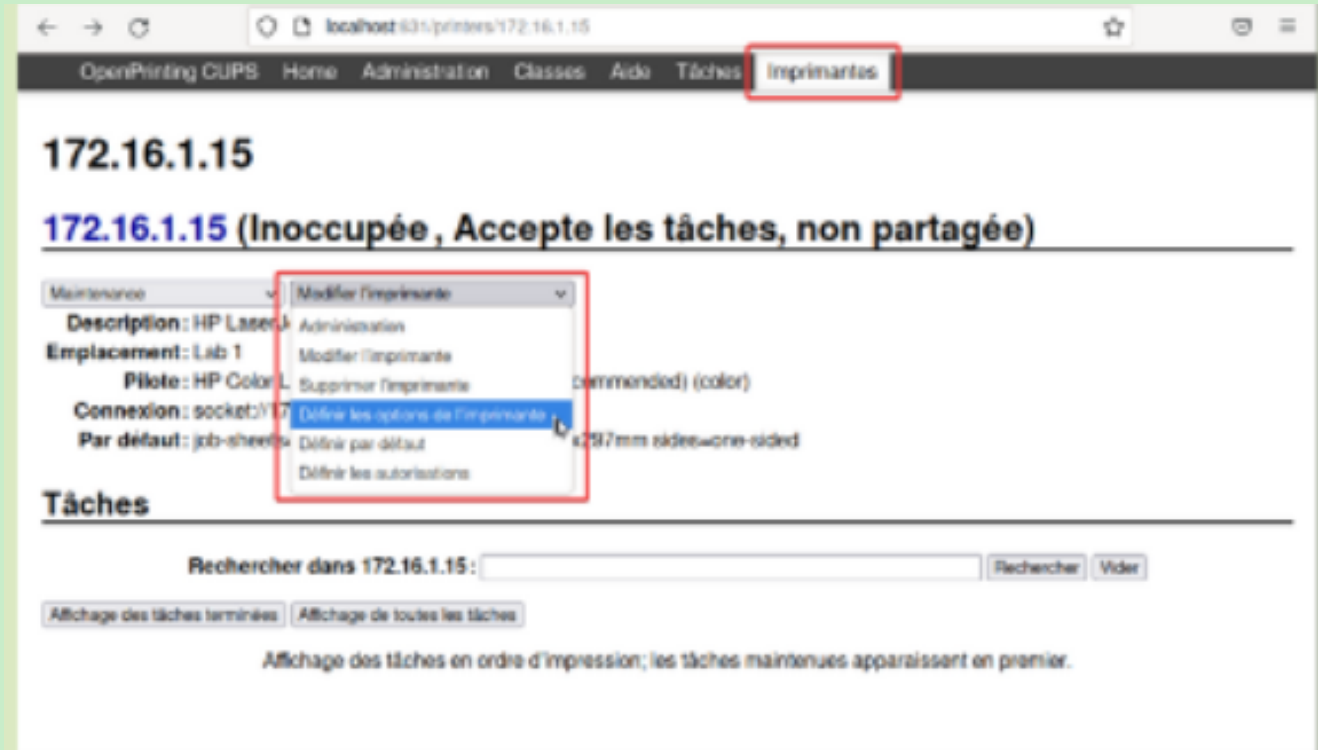 localhost:631/printers/172.16.1.15
OpenPrinting CUPS Home Administration Classes Aide Tâches Imprimantes
172.16.1.15
172.16.1.15 (Inoccupée , Accepte les tâches, non partagée)
Maintenance Modifier l'imprimante
Description : HP LaserJ
Administration
Emplacement : Lab 1
Modifier l'imprimante
Pilote : HP Color L commended) (color)
Supprimer l'imprimante
Connexion : socket://17
Définir les options de l'imprimante
Par défaut : job-sheets x297mm sides=one-sided
Définir par défaut
Définir les autorisations
Tâches
Rechercher dans 172.16.1.15 : Rechercher Vider
Affichage des tâches terminées Affichage de toutes les tâches
Affichage des tâches en ordre d'impression; les tâches maintenues apparaissent en premier.